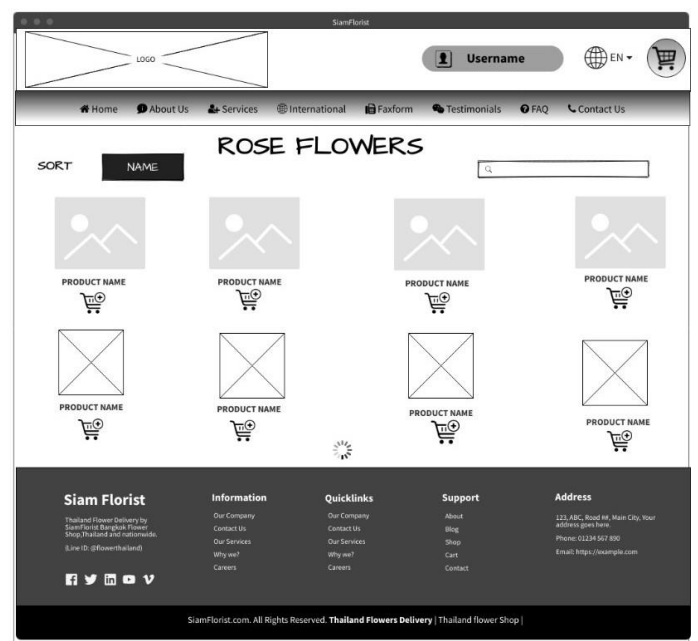 SiamFlorist
LOGO
Username
EN
Home About Us Services International Faxform Testimonials FAQ Contact Us
ROSE FLOWERS
SORT NAME
PRODUCT NAME PRODUCT NAME PRODUCT NAME PRODUCT NAME
PRODUCT NAME PRODUCT NAME PRODUCT NAME PRODUCT NAME
Siam Florist
Thailand Flower Delivery by
SiamFlorist Bangkok Flower
Shop,Thailand and nationwide.
(Line ID: @flowerthailand)
Information
Our Company
Contact Us
Our Services
Why we?
Careers
Quicklinks
Our Company
Contact Us
Our Services
Why we?
Careers
Support
About
Blog
Shop
Cart
Contact
Address
123, ABC, Road ##, Main City, Your
address goes here.
Phone: 01234 567 890
Email: https://example.com
SiamFlorist.com. All Rights Reserved. Thailand Flowers Delivery | Thailand flower Shop |